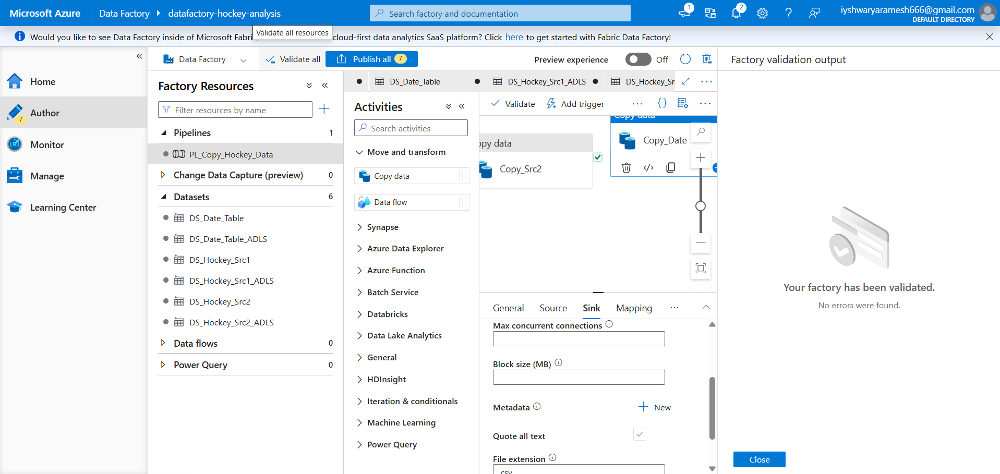 Microsoft Azure
Data Factory
datafactory-hockey-analysis
Search factory and documentation
1
2
iyshwaryaramesh666@gmail.com
DEFAULT DIRECTORY
Validate all resources
Would you like to see Data Factory inside of Microsoft Fabri
cloud-first data analytics SaaS platform? Click here to get started with Fabric Data Factory!
Home
Author
7
Monitor
Manage
Learning Center
Data Factory
Validate all
Publish all
7
Preview experience
Off
Factory Resources
Filter resources by name
Pipelines
1
PL_Copy_Hockey_Data
Change Data Capture (preview)
0
Datasets
6
DS_Date_Table
DS_Date_Table_ADLS
DS_Hockey_Src1
DS_Hockey_Src1_ADLS
DS_Hockey_Src2
DS_Hockey_Src2_ADLS
Data flows
0
Power Query
0
DS_Date_Table
DS_Hockey_Src1_ADLS
DS_Hockey_Sr
Activities
Search activities
Move and transform
Copy data
Data flow
Synapse
Azure Data Explorer
Azure Function
Batch Service
Databricks
Data Lake Analytics
General
HDInsight
Iteration & conditionals
Machine Learning
Power Query
Validate
Add trigger
opy data
Copy_Src2
Copy data
Copy_Date
General
Source
Sink
Mapping
Max concurrent connections
Block size (MB)
Metadata
New
Quote all text
File extension
.csv
Factory validation output
Your factory has been validated.
No errors were found.
Close